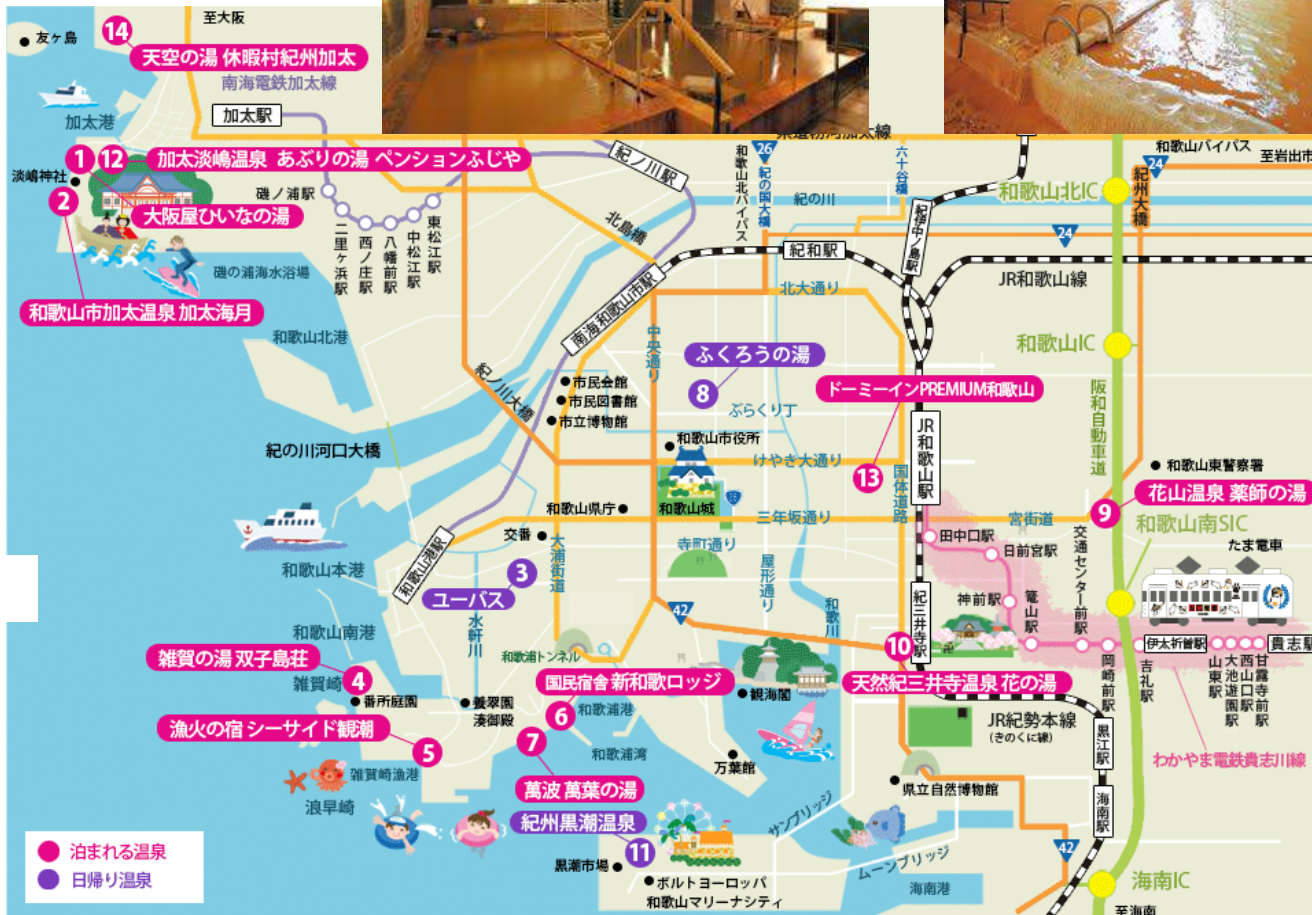 至大阪
友ヶ島
14
天空の湯 休暇村紀州加太
南海電鉄加太線
加太駅
加太港
1
12
加太淡嶋温泉 あぶりの湯 ペンションふじや
淡嶋神社
2
大阪屋ひいなの湯
磯ノ浦駅
二里ヶ浜駅
西ノ庄駅
八幡前駅
中松江駅
東松江駅
磯の浦海水浴場
和歌山市加太温泉 加太海月
和歌山北港
紀ノ川駅
北島橋
南海和歌山市駅
和歌山北バイパス
26
紀の国大橋
六十谷橋
紀の川
紀伊中ノ島駅
紀和駅
24
24
和歌山バイパス
至岩出市
紀州大橋
和歌山北IC
JR和歌山線
北大通り
中央通り
和歌山IC
ふくろうの湯
8
ぶらくり丁
ドーミーインPREMIUM和歌山
13
JR和歌山駅
国体道路
阪和自動車道
紀ノ川大橋
市民会館
市民図書館
市立博物館
和歌山市役所
けやき大通り
和歌山城
紀の河口大橋
和歌山県庁
三年坂通り
宮街道
和歌山東警察署
花山温泉 薬師の湯
9
和歌山南SIC
たま電車
交番
大浦街道
寺町通り
屋形通り
和歌川
和歌山港駅
和歌山本港
3
ユーバス
水軒川
田中口駅
日前宮駅
神前駅
竈山駅
交通センター前駅
岡崎前駅
吉礼駅
伊太祈曽駅
山東駅
大池遊園駅
西山口駅
甘露寺前駅
貴志駅
わかやま電鉄貴志川線
紀三井寺駅
10
天然紀三井寺温泉 花の湯
42
和歌山南港
雑賀の湯 双子島荘
雑賀崎
4
番所庭園
養翠園
湊御殿
和歌浦トンネル
国民宿舎 新和歌ロッジ
6
和歌浦港
観海閣
漁火の宿 シーサイド観潮
5
7
和歌浦湾
萬波 萬葉の湯
万葉館
雑賀崎漁港
浪早崎
JR紀勢本線
(きのくに線)
黒江駅
県立自然博物館
海南駅
紀州黒潮温泉
11
黒潮市場
ポルトヨーロッパ
和歌山マリーナシティ
サンブリッジ
ムーンブリッジ
海南港
42
海南IC
至海南
泊まれる温泉
日帰り温泉